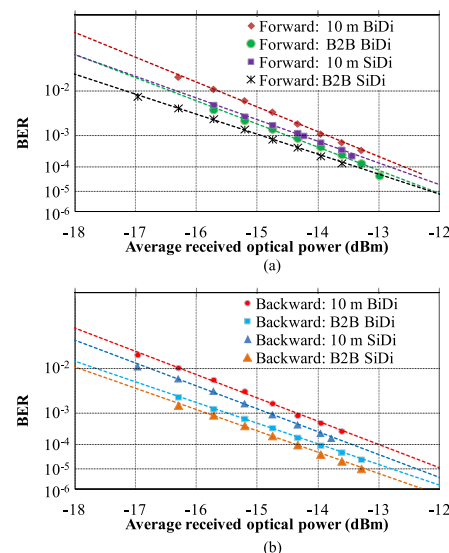 (a)
Forward: 10 m BiDi
Forward: B2B BiDi
Forward: 10 m SiDi
Forward: B2B SiDi
BER
10-2
10-3
10-4
10-5
10-6
-18 -17 -16 -15 -14 -13 -12
Average received optical power (dBm)
(a)
Backward: 10 m BiDi
Backward: B2B BiDi
Backward: 10 m SiDi
Backward: B2B SiDi
BER
10-2
10-3
10-4
10-5
10-6
-18 -17 -16 -15 -14 -13 -12
Average received optical power (dBm)
(b)